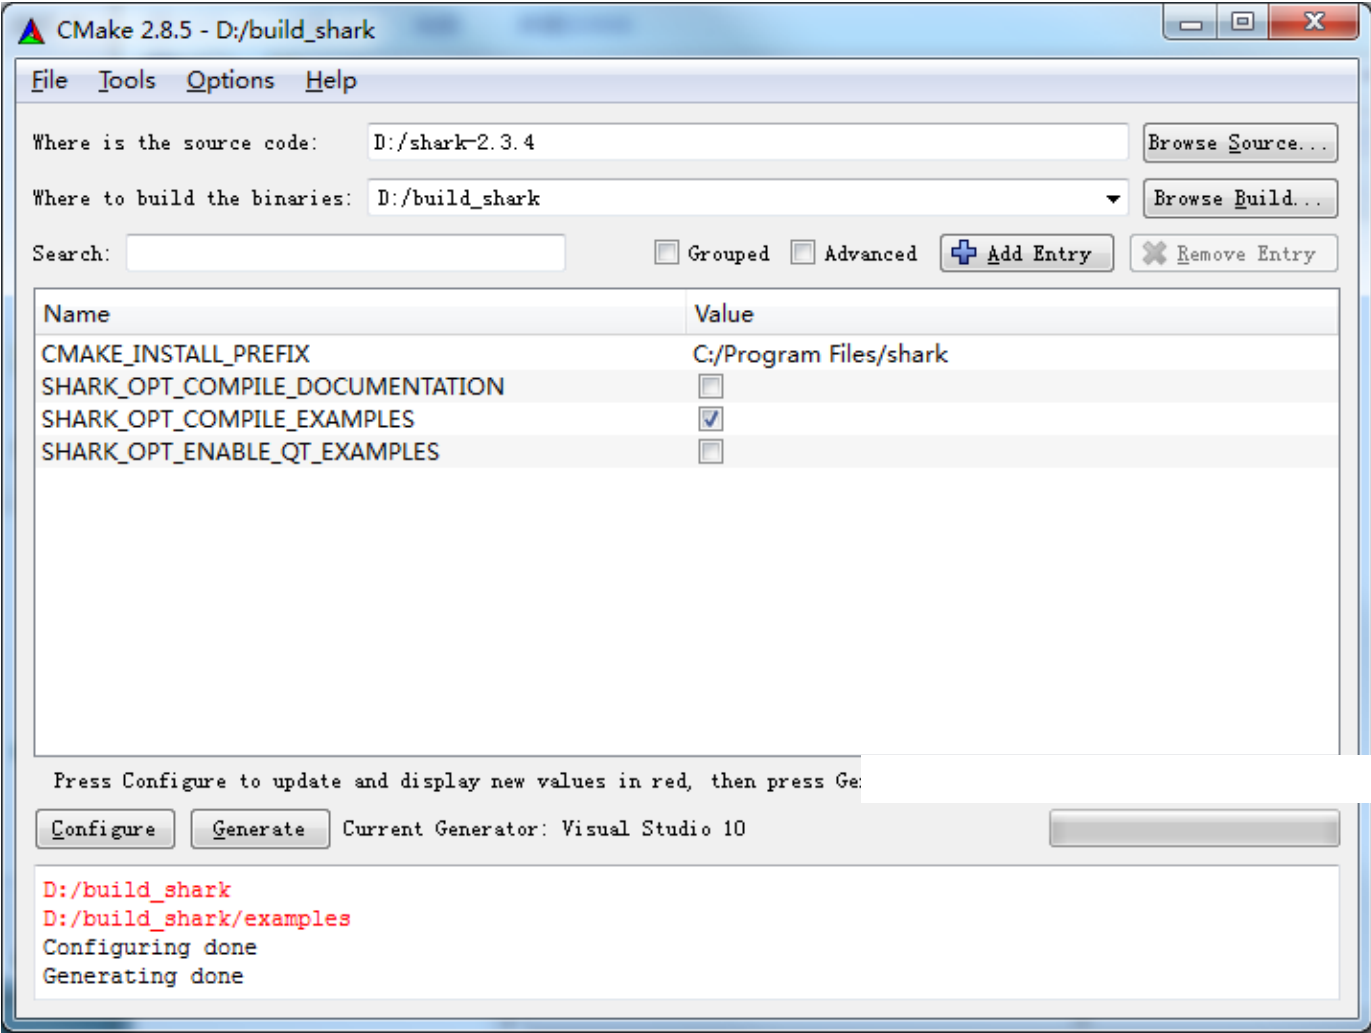 CMake 2.8.5 - D:/build_shark
File Tools Options Help
Where is the source code: D:/shark-2.3.4 Browse Source...
Where to build the binaries: D:/build_shark Browse Build...
Search: Grouped Advanced Add Entry Remove Entry
Name Value
CMAKE_INSTALL_PREFIX C:/Program Files/shark
SHARK_OPT_COMPILE_DOCUMENTATION
SHARK_OPT_COMPILE_EXAMPLES
SHARK_OPT_ENABLE_QT_EXAMPLES
Press Configure to update and display new values in red, then press
Configure Generate Current Generator: Visual Studio 10
D:/build_shark
D:/build_shark/examples
Configuring done
Generating done